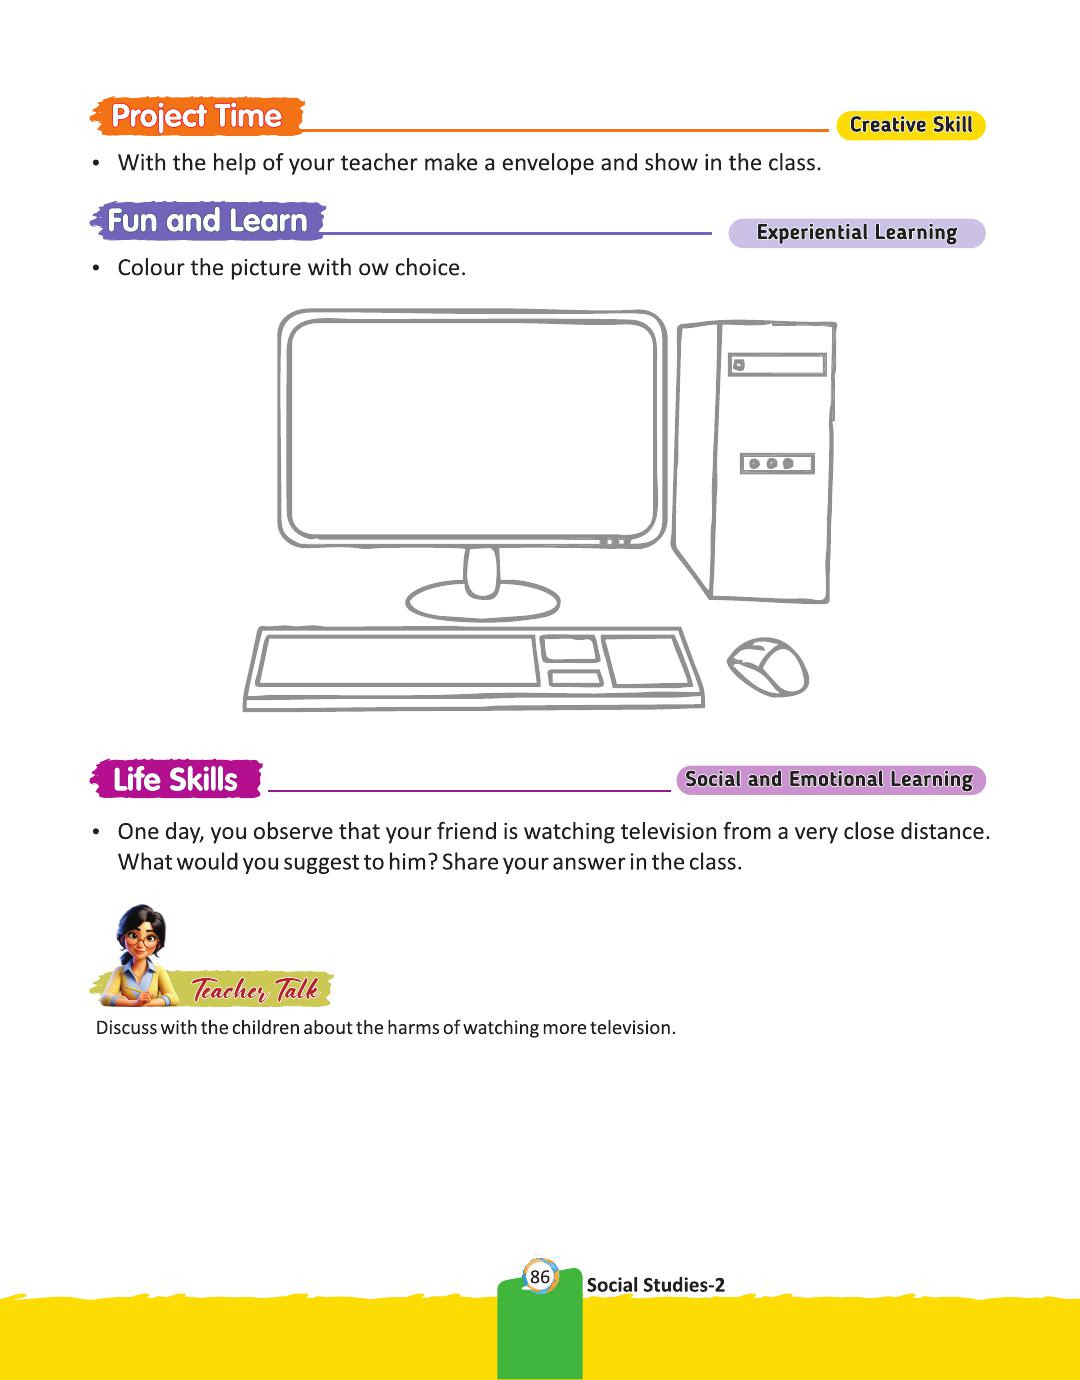 Project Time
Creative Skill
• With the help of your teacher make a envelope and show in the class.
Fun and Learn
Experiential Learning
• Colour the picture with ow choice.
Life Skills
Social and Emotional Learning
• One day, you observe that your friend is watching television from a very close distance.
What would you suggest to him? Share your answer in the class.
Teacher Talk
Discuss with the children about the harms of watching more television.
86
Social Studies-2